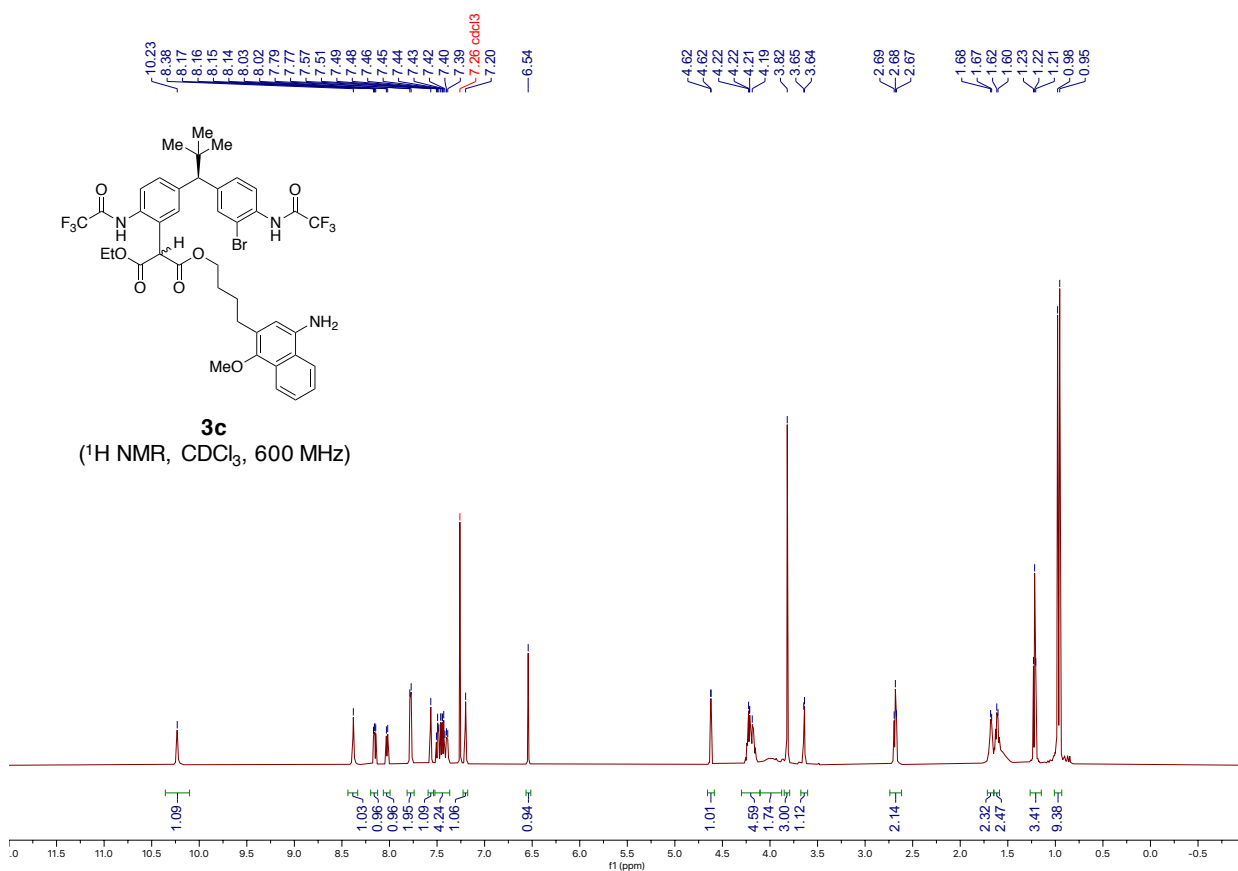 10.23
8.38
8.17
8.16
8.15
8.14
8.03
8.02
7.79
7.77
7.57
7.51
7.49
7.48
7.46
7.45
7.44
7.43
7.42
7.40
7.39
7.26 cdcl3
7.20
6.54
4.62
4.62
4.22
4.22
4.21
4.19
3.82
3.65
3.64
2.69
2.68
2.67
1.68
1.67
1.62
1.60
1.23
1.22
1.21
0.98
0.95
Me
Me
Me
O
F₃C
N
H
Br
N
H
O
CF₃
H
EtO
O
O
O
NH₂
MeO
3c
(¹H NMR, CDCl₃, 600 MHz)
1.09
1.03
0.96
0.96
1.95
1.09
4.24
1.06
0.94
1.01
4.59
1.74
3.00
1.12
2.14
2.32
2.47
3.41
9.38
.0 11.5 11.0 10.5 10.0 9.5 9.0 8.5 8.0 7.5 7.0 6.5 6.0 5.5 5.0 4.5 4.0 3.5 3.0 2.5 2.0 1.5 1.0 0.5 0.0 -0.5
f1 (ppm)